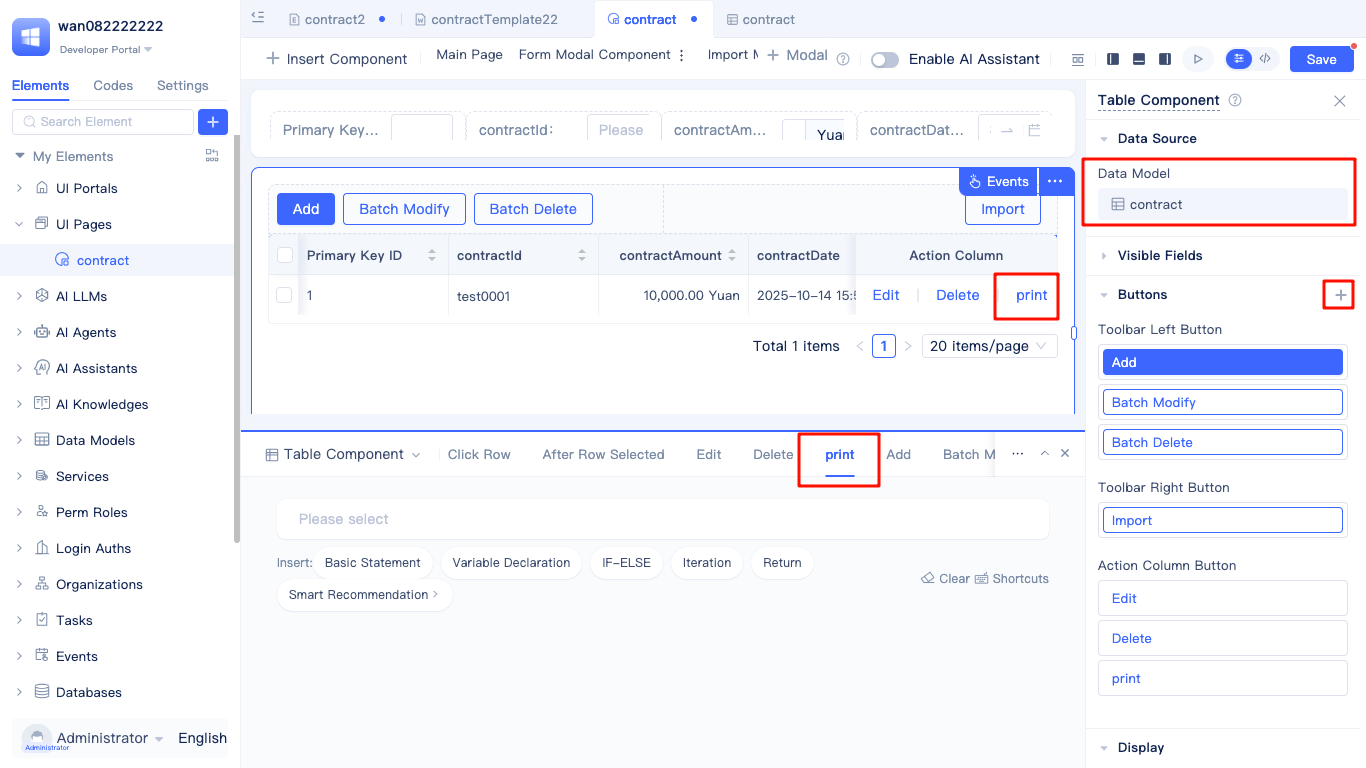 wan082222222
Developer Portal
Elements Codes Settings
Search Element
My Elements
UI Portals
UI Pages
contract
AI LLMs
AI Agents
AI Assistants
AI Knowledges
Data Models
Services
Perm Roles
Login Auths
Organizations
Tasks
Events
Databases
Administrator
Administrator
English
contract2 contractTemplate22 contract contract
Insert Component Main Page Form Modal Component Import Modal Enable AI Assistant Save
Primary Key... contractId: Please contractAm... Yuan contractDat...
Events
Add Batch Modify Batch Delete Import
Primary Key ID contractId contractAmount contractDate Action Column
1 test0001 10,000.00 Yuan 2025-10-14 15:5 Edit Delete print
Total 1 items 1 20 items/page
Table Component Click Row After Row Selected Edit Delete print Add Batch M
Please select
Insert: Basic Statement Variable Declaration IF-ELSE Iteration Return
Smart Recommendation
Clear Shortcuts
Table Component
Data Source
Data Model
contract
Visible Fields
Buttons
Toolbar Left Button
Add
Batch Modify
Batch Delete
Toolbar Right Button
Import
Action Column Button
Edit
Delete
print
Display